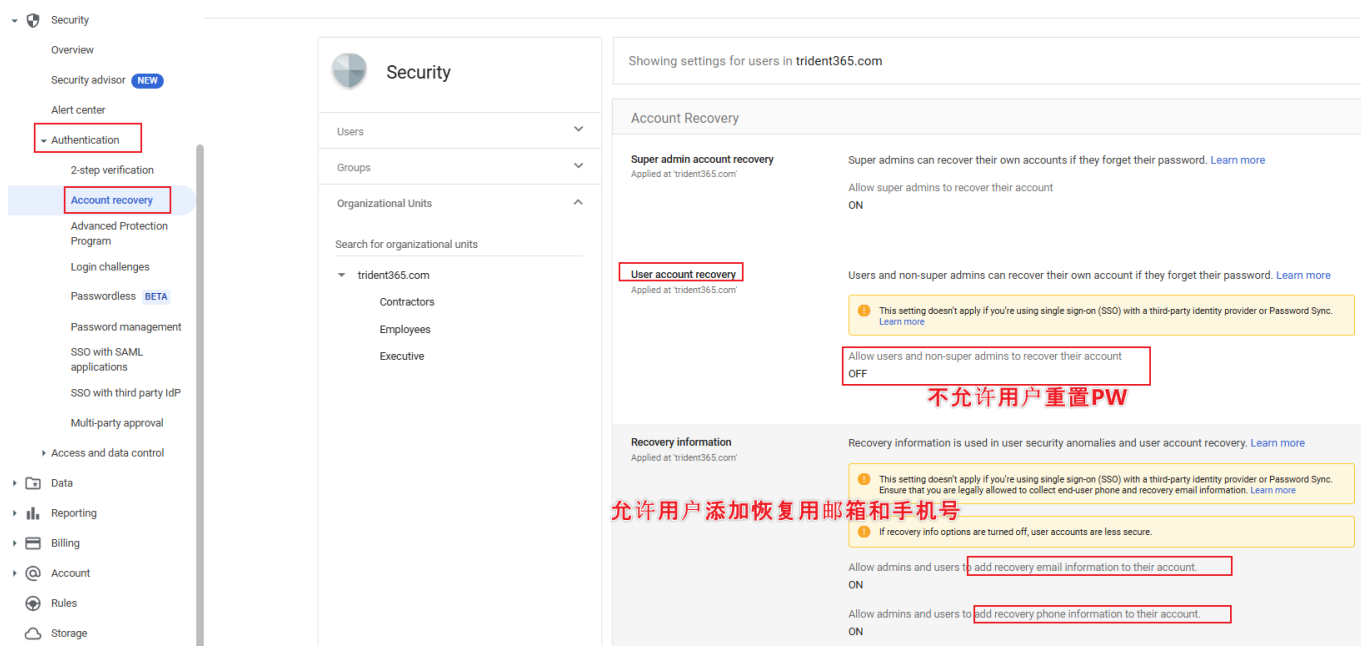 Security
Overview
Security advisor NEW
Alert center
Authentication
2-step verification
Account recovery
Advanced Protection
Program
Login challenges
Passwordless BETA
Password management
SSO with SAML
applications
SSO with third party IdP
Multi-party approval
Access and data control
Data
Reporting
Billing
Account
Rules
Storage
Security
Users
Groups
Organizational Units
Search for organizational units
trident365.com
Contractors
Employees
Executive
Showing settings for users in trident365.com
Account Recovery
Super admin account recovery
Applied at 'trident365.com'
Super admins can recover their own accounts if they forget their password. Learn more
Allow super admins to recover their account
ON
User account recovery
Applied at 'trident365.com'
Users and non-super admins can recover their own account if they forget their password. Learn more
This setting doesn't apply if you're using single sign-on (SSO) with a third-party identity provider or Password Sync.
Learn more
Allow users and non-super admins to recover their account
OFF
不允许用户重置PW
Recovery information
Applied at 'trident365.com'
Recovery information is used in user security anomalies and user account recovery. Learn more
This setting doesn't apply if you're using single sign-on (SSO) with a third-party identity provider or Password Sync.
Ensure that you are legally allowed to collect end-user phone and recovery email information. Learn more
允许用户添加恢复用邮箱和手机号
If recovery info options are turned off, user accounts are less secure.
Allow admins and users to add recovery email information to their account.
ON
Allow admins and users to add recovery phone information to their account.
ON